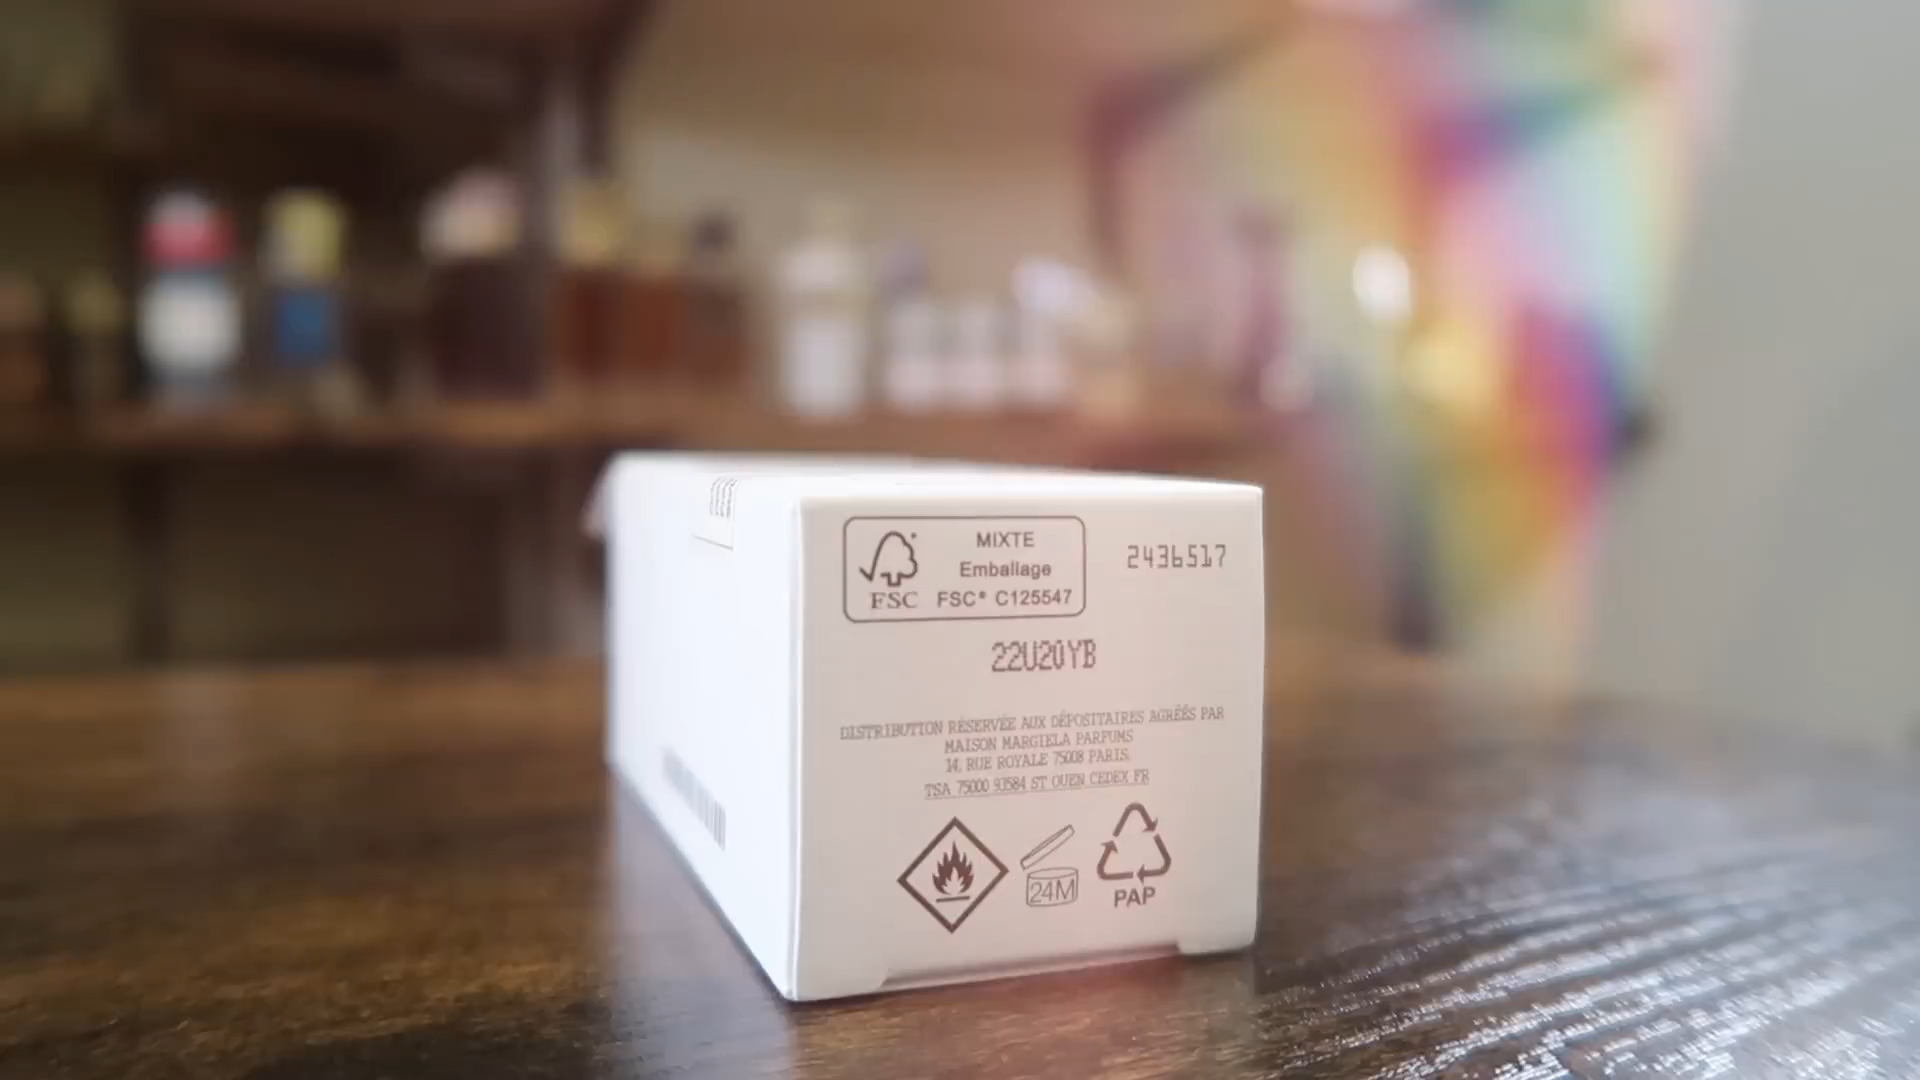 MIXTE
Emballage
FSC
FSC® C125547
2436517
22U20YB
DISTRIBUTION RÉSERVÉE AUX DÉPOSITAIRES AGRÉÉS PAR
MAISON MARGIELA PARFUMS
14, RUE ROYALE 75008 PARIS.
TSA 75000 93584 ST OUEN CEDEX FR
24M
PAP